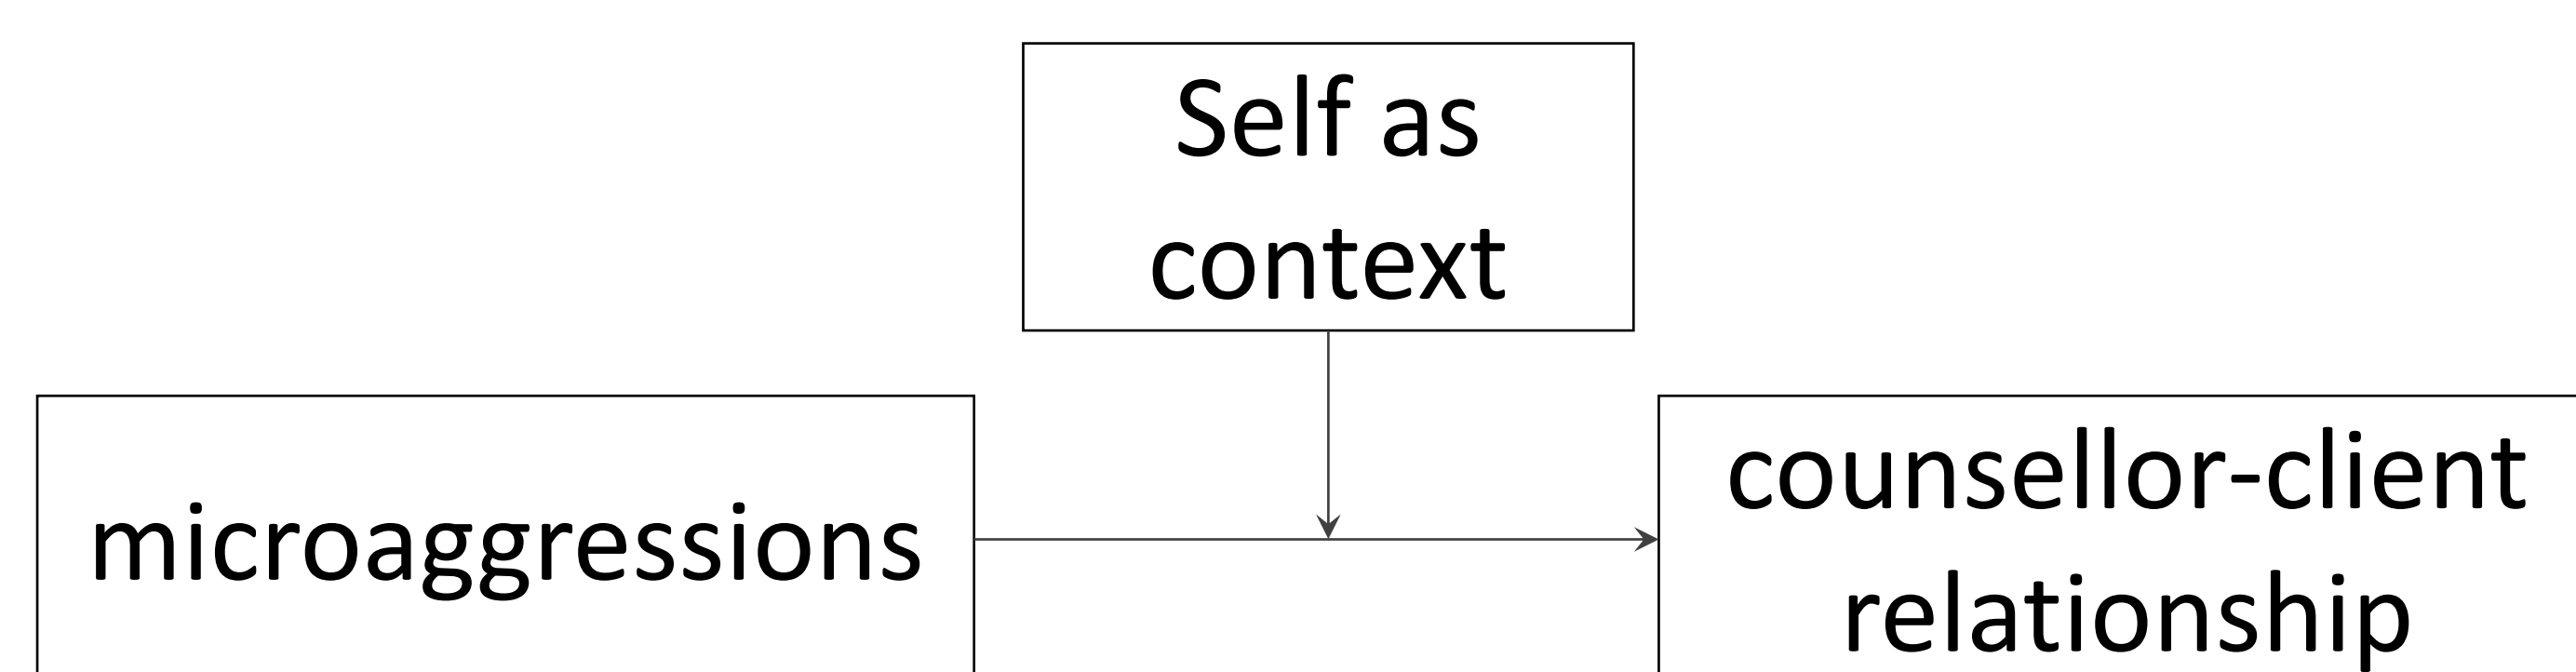 Self as
context
microaggressions
counsellor-client
relationship